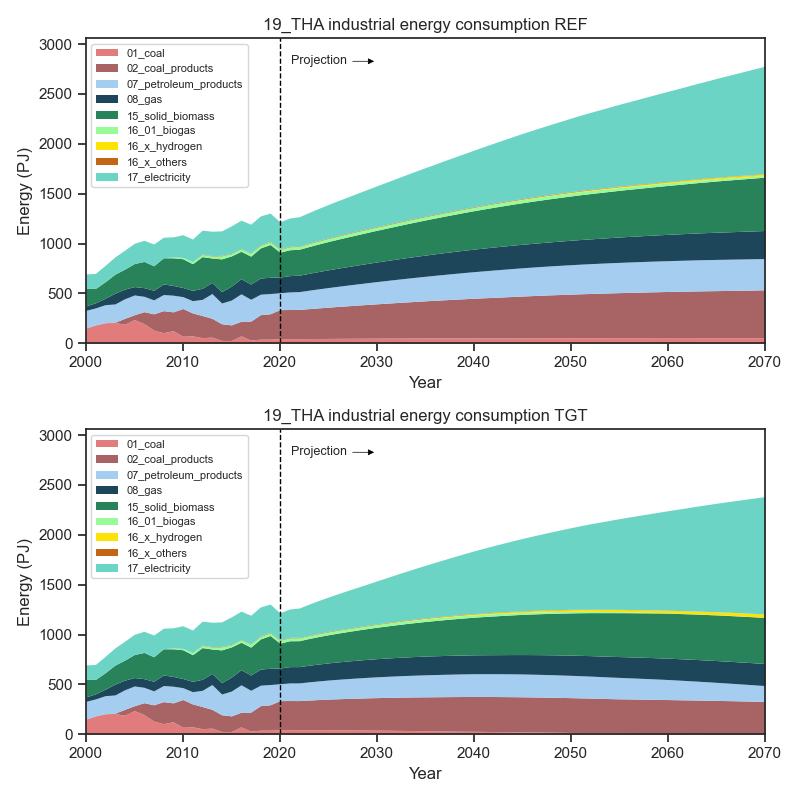 19_THA industrial energy consumption REF
3000
2500
2000
1500
1000
500
0
Energy (PJ)
01_coal
02_coal_products
07_petroleum_products
08_gas
15_solid_biomass
16_01_biogas
16_x_hydrogen
16_x_others
17_electricity
Projection
2000 2010 2020 2030 2040 2050 2060 2070
Year
19_THA industrial energy consumption TGT
3000
2500
2000
1500
1000
500
0
Energy (PJ)
01_coal
02_coal_products
07_petroleum_products
08_gas
15_solid_biomass
16_01_biogas
16_x_hydrogen
16_x_others
17_electricity
Projection
2000 2010 2020 2030 2040 2050 2060 2070
Year